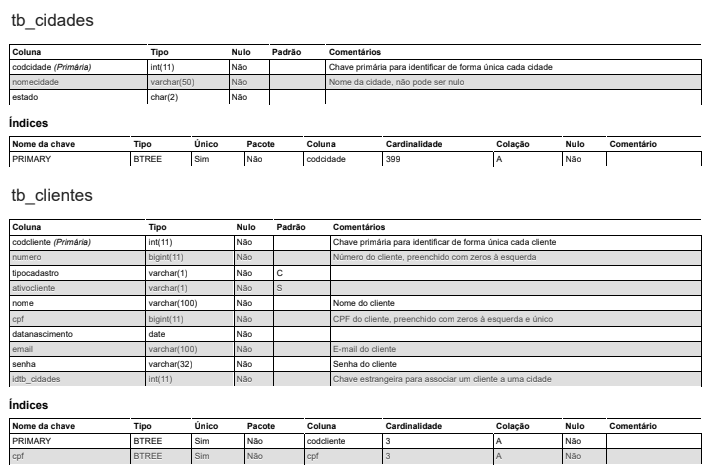 tb_cidades
Coluna Tipo Nulo Padrão Comentários
codcidade (Primária) int(11) Não Chave primária para identificar de forma única cada cidade
nomecidade varchar(50) Não Nome da cidade, não pode ser nulo
estado char(2) Não
Índices
Nome da chave Tipo Único Pacote Coluna Cardinalidade Colação Nulo Comentário
PRIMARY BTREE Sim Não codcidade 399 A Não
tb_clientes
Coluna Tipo Nulo Padrão Comentários
codcliente (Primária) int(11) Não Chave primária para identificar de forma única cada cliente
numero bigint(11) Não Número do cliente, preenchido com zeros à esquerda
tipocadastro varchar(1) Não C
ativocliente varchar(1) Não S
nome varchar(100) Não Nome do cliente
cpf bigint(11) Não CPF do cliente, preenchido com zeros à esquerda e único
datanascimento date Não
email varchar(100) Não E-mail do cliente
senha varchar(32) Não Senha do cliente
idtb_cidades int(11) Não Chave estrangeira para associar um cliente a uma cidade
Índices
Nome da chave Tipo Único Pacote Coluna Cardinalidade Colação Nulo Comentário
PRIMARY BTREE Sim Não codcliente 3 A Não
cpf BTREE Sim Não cpf 3 A Não